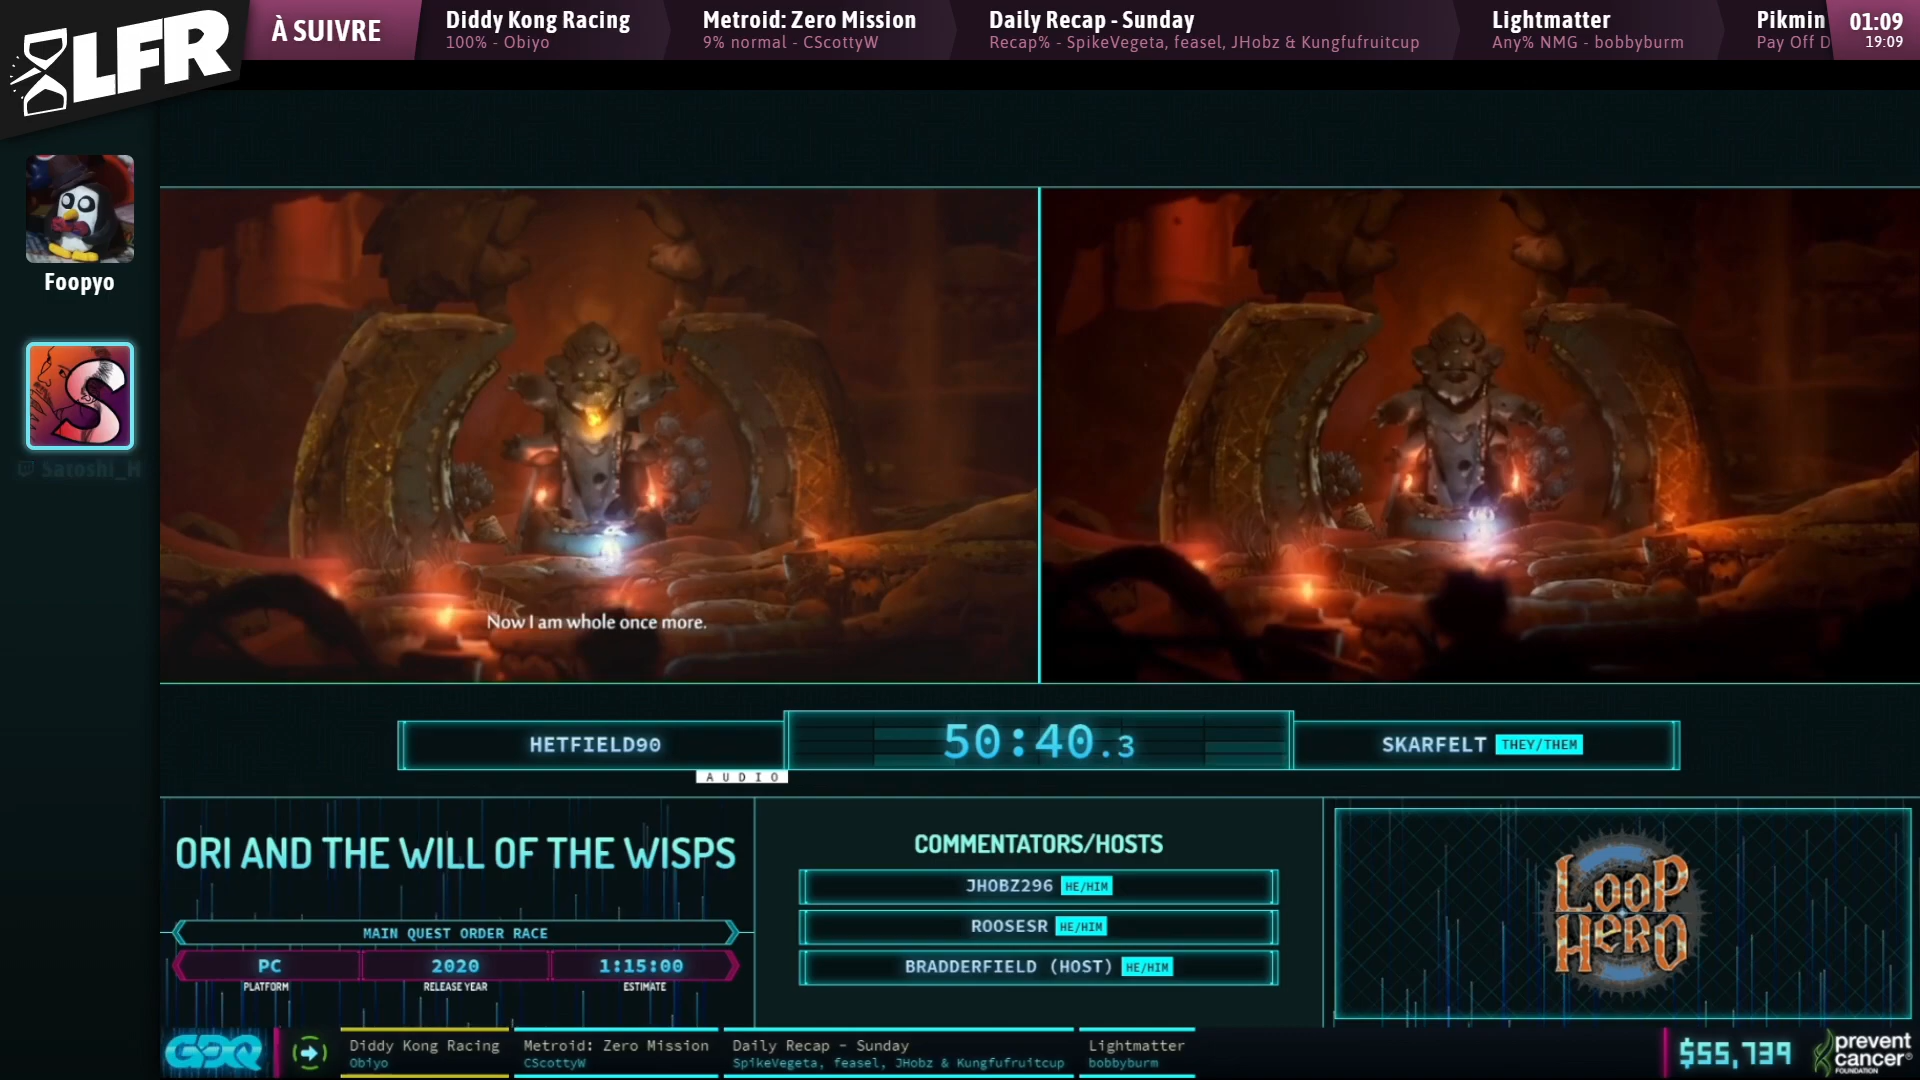 LFR
À SUIVRE
Diddy Kong Racing
100% - Obiyo
Metroid: Zero Mission
9% normal - CScottyW
Daily Recap - Sunday
Recap% - SpikeVegeta, feasel, JHobz & Kungfufruitcup
Lightmatter
Any% NMG - bobbyburm
Pikmin
Pay Off D
01:09
19:09
Foopyo
S
Satoshi_H
Now I am whole once more.
HETFIELD90
50:40.3
SKARFELT THEY/THEM
AUDIO
ORI AND THE WILL OF THE WISPS
MAIN QUEST ORDER RACE
PC
2020
1:15:00
PLATFORM
RELEASE YEAR
ESTIMATE
COMMENTATORS/HOSTS
JHOBZ296 HE/HIM
ROOSESR HE/HIM
BRADDERFIELD (HOST) HE/HIM
LOOP
HERO
GDQ
Diddy Kong Racing
Obiyo
Metroid: Zero Mission
CScottyW
Daily Recap - Sunday
SpikeVegeta, feasel, JHobz & Kungfufruitcup
Lightmatter
bobbyburm
$55,739
prevent
cancer®
FOUNDATION